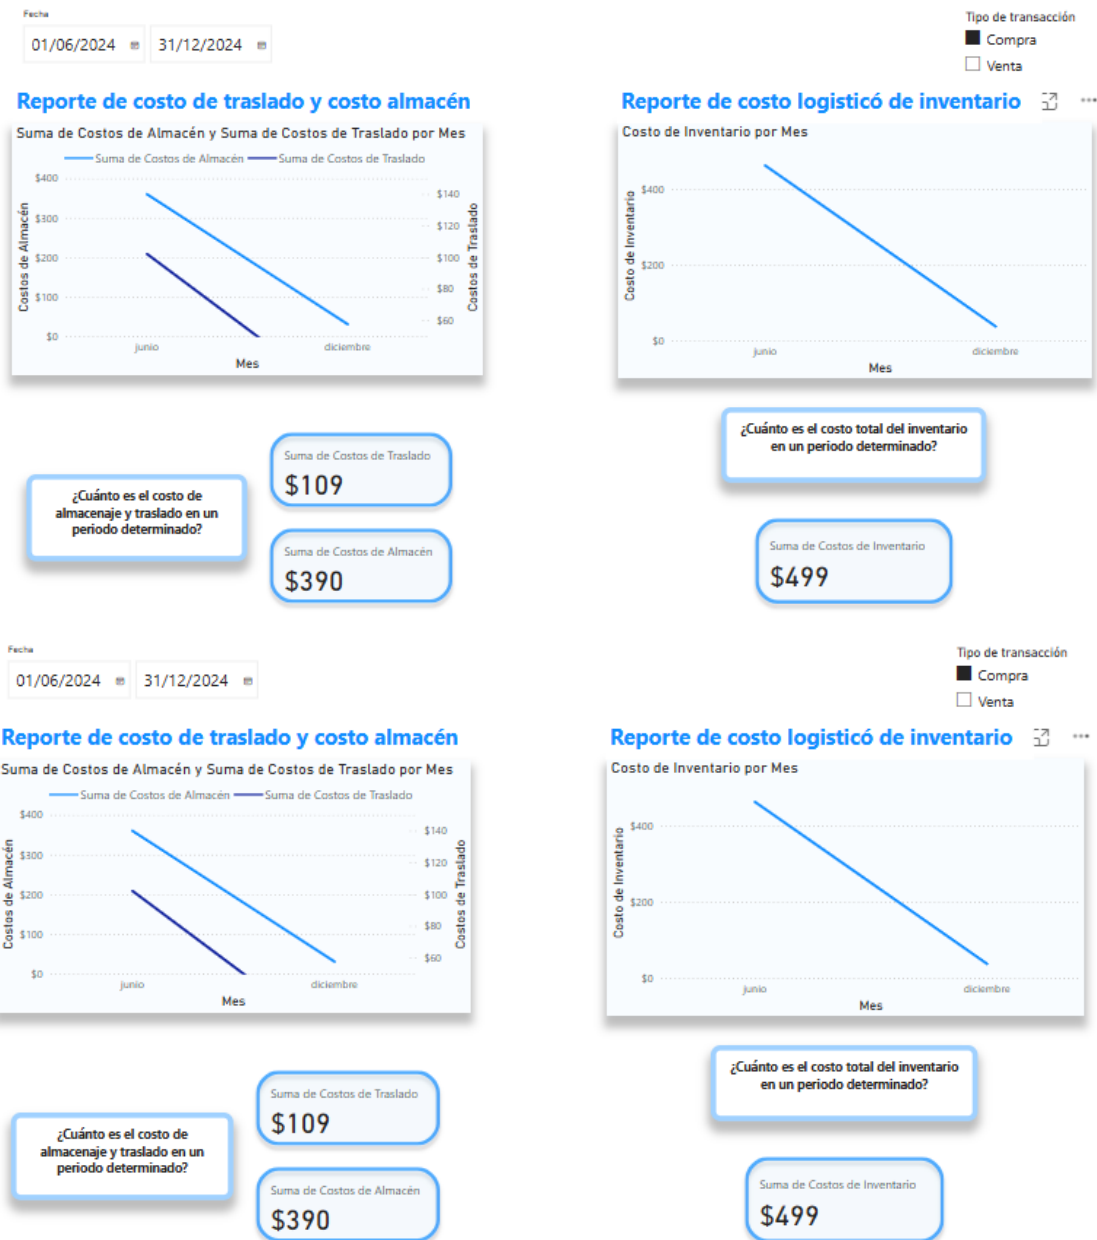 Fecha
01/06/2024 31/12/2024
Tipo de transacción
Compra
Venta
Reporte de costo de traslado y costo almacén
Suma de Costos de Almacén y Suma de Costos de Traslado por Mes
Suma de Costos de Almacén Suma de Costos de Traslado
$400
$300
$200
$100
$0
Costos de Almacén
$140
$120
$100
$80
$60
Costos de Traslado
junio diciembre
Mes
Reporte de costo logisticó de inventario
Costo de Inventario por Mes
$400
$200
$0
Costo de Inventario
junio diciembre
Mes
¿Cuánto es el costo de
almacenaje y traslado en un
periodo determinado?
Suma de Costos de Traslado
$109
Suma de Costos de Almacén
$390
¿Cuánto es el costo total del inventario
en un periodo determinado?
Suma de Costos de Inventario
$499
Fecha
01/06/2024 31/12/2024
Tipo de transacción
Compra
Venta
Reporte de costo de traslado y costo almacén
Suma de Costos de Almacén y Suma de Costos de Traslado por Mes
Suma de Costos de Almacén Suma de Costos de Traslado
$400
$300
$200
$100
$0
Costos de Almacén
$140
$120
$100
$80
$60
Costos de Traslado
junio diciembre
Mes
Reporte de costo logisticó de inventario
Costo de Inventario por Mes
$400
$200
$0
Costo de Inventario
junio diciembre
Mes
¿Cuánto es el costo de
almacenaje y traslado en un
periodo determinado?
Suma de Costos de Traslado
$109
Suma de Costos de Almacén
$390
¿Cuánto es el costo total del inventario
en un periodo determinado?
Suma de Costos de Inventario
$499